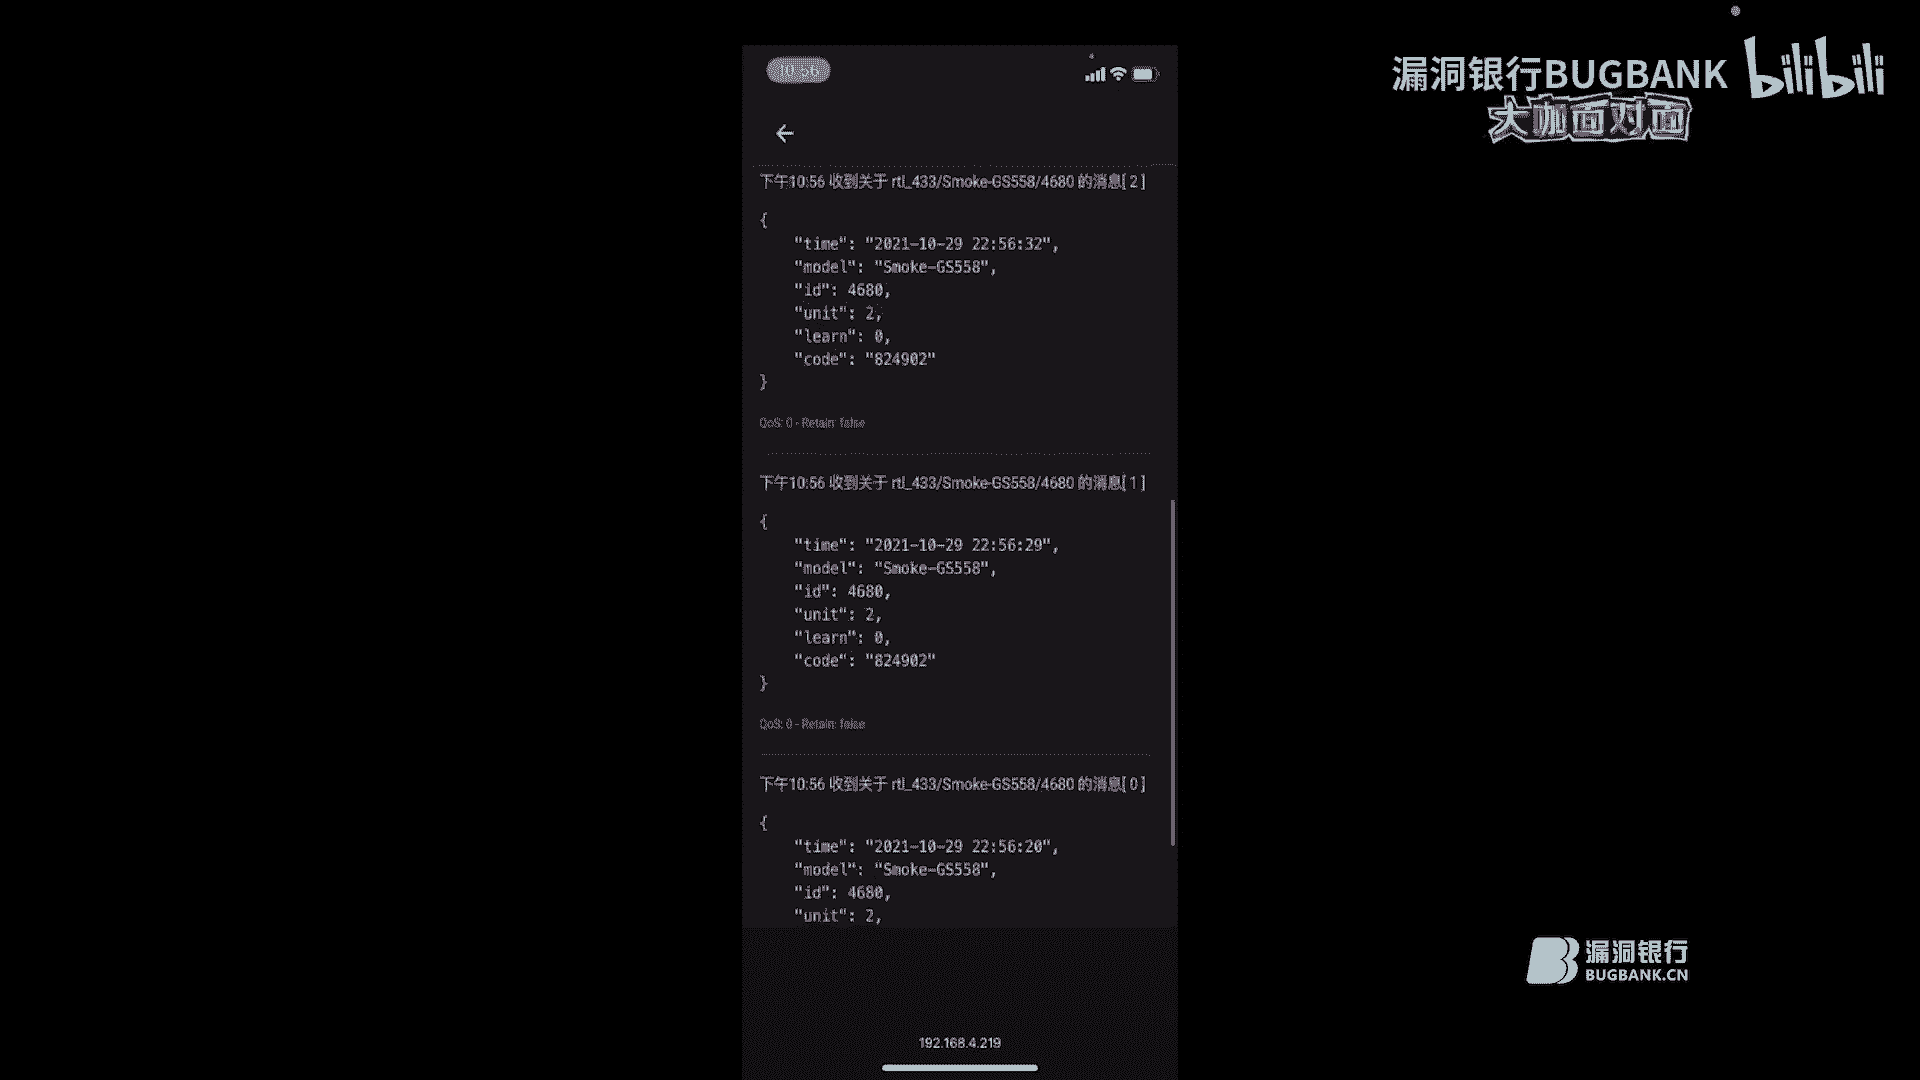 漏洞银行BUGBANK bilibili
大咖面对面
10:56
下午10:56 收到关于 rtl_433/Smoke-GS558/4680 的消息[ 2 ]
{
"time": "2021-10-29 22:56:32",
"model": "Smoke-GS558",
"id": 4680,
"unit": 2,
"learn": 0,
"code": "824902"
}
QoS: 0 - Retain: false
下午10:56 收到关于 rtl_433/Smoke-GS558/4680 的消息[ 1 ]
{
"time": "2021-10-29 22:56:29",
"model": "Smoke-GS558",
"id": 4680,
"unit": 2,
"learn": 0,
"code": "824902"
}
QoS: 0 - Retain: false
下午10:56 收到关于 rtl_433/Smoke-GS558/4680 的消息[ 0 ]
{
"time": "2021-10-29 22:56:20",
"model": "Smoke-GS558",
"id": 4680,
"unit": 2,
漏洞银行
BUGBANK.CN
192.168.4.219